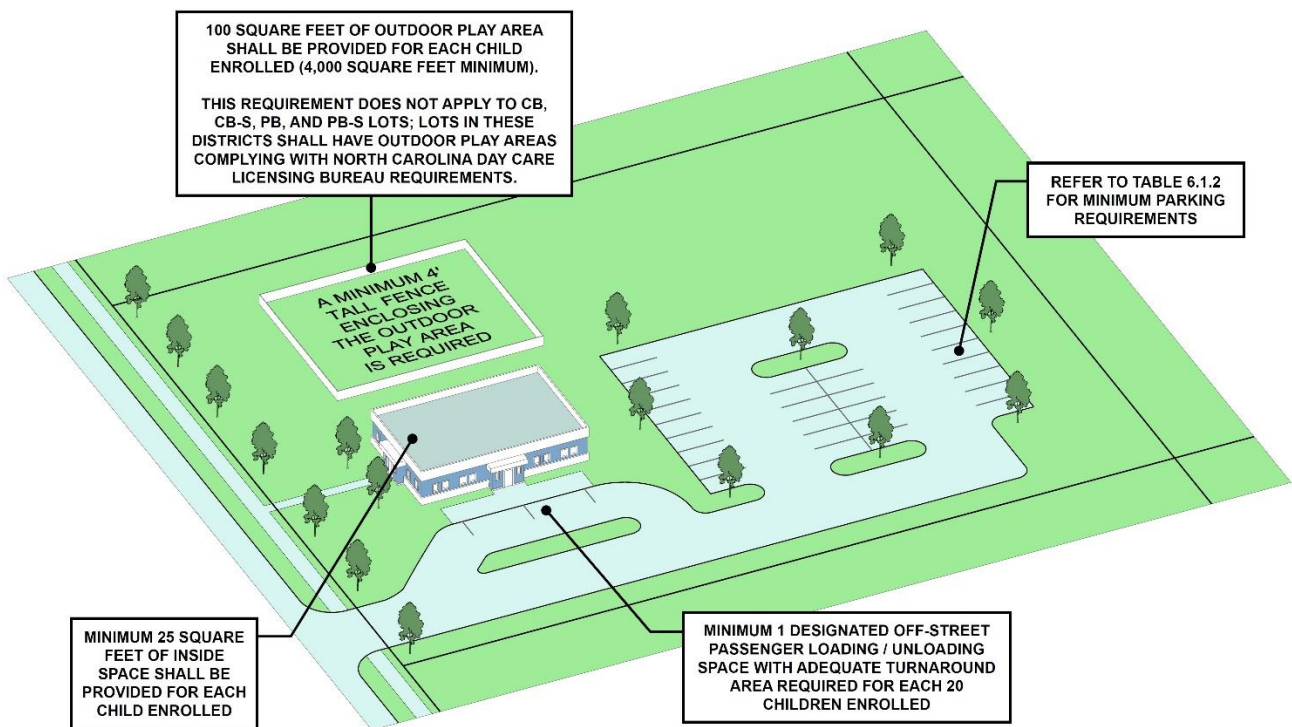 100 SQUARE FEET OF OUTDOOR PLAY AREA
SHALL BE PROVIDED FOR EACH CHILD
ENROLLED (4,000 SQUARE FEET MINIMUM).
THIS REQUIREMENT DOES NOT APPLY TO CB,
CB-S, PB, AND PB-S LOTS; LOTS IN THESE
DISTRICTS SHALL HAVE OUTDOOR PLAY AREAS
COMPLYING WITH NORTH CAROLINA DAY CARE
LICENSING BUREAU REQUIREMENTS.
REFER TO TABLE 6.1.2
FOR MINIMUM PARKING
REQUIREMENTS
A MINIMUM 4'
TALL FENCE
ENCLOSING
THE OUTDOOR
PLAY AREA
IS REQUIRED
MINIMUM 25 SQUARE
FEET OF INSIDE
SPACE SHALL BE
PROVIDED FOR EACH
CHILD ENROLLED
MINIMUM 1 DESIGNATED OFF-STREET
PASSENGER LOADING / UNLOADING
SPACE WITH ADEQUATE TURNAROUND
AREA REQUIRED FOR EACH 20
CHILDREN ENROLLED